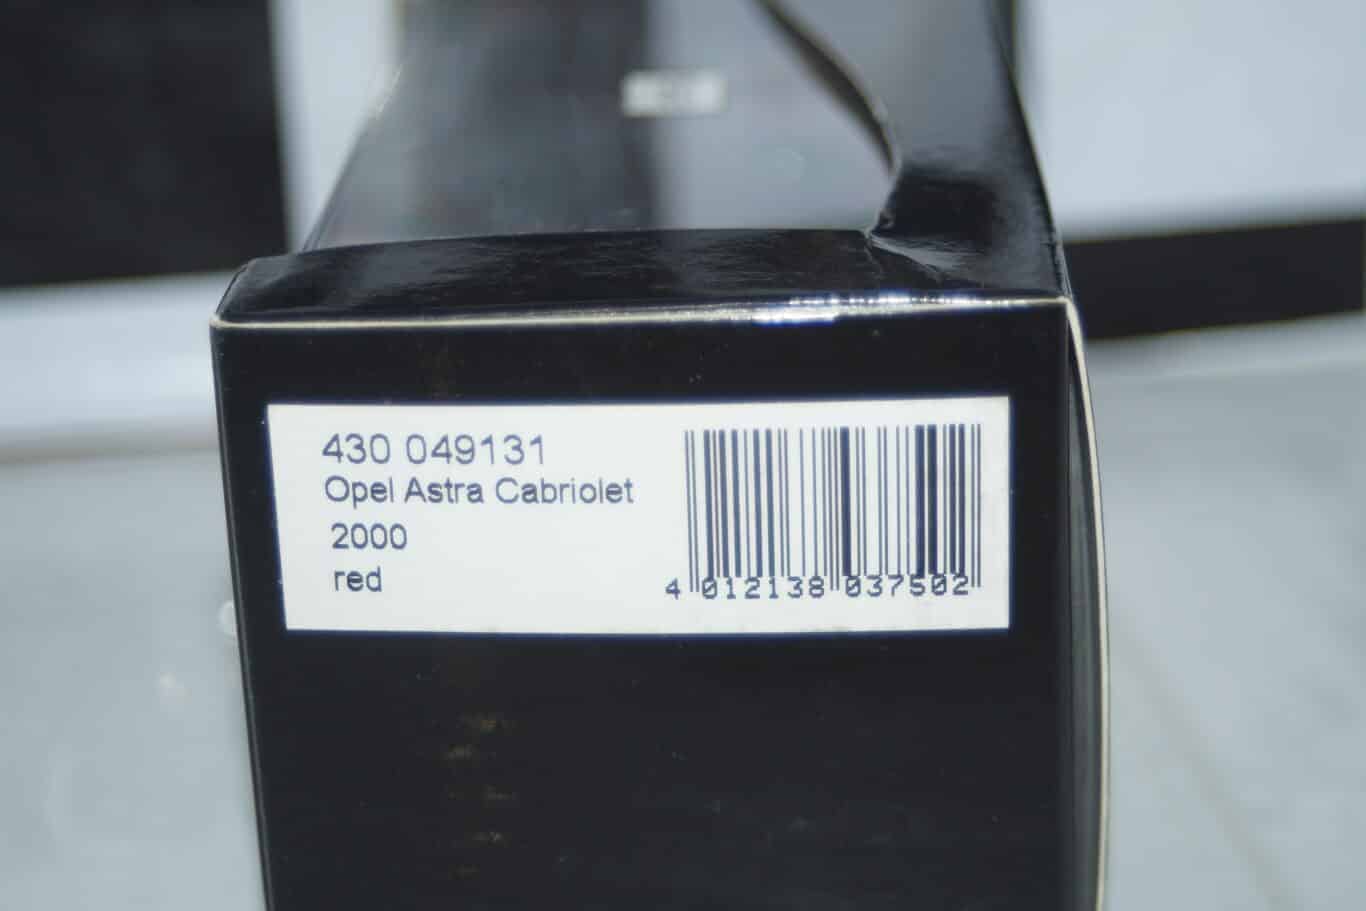 430 049131
Opel Astra Cabriolet
2000
red
4 012138 037502